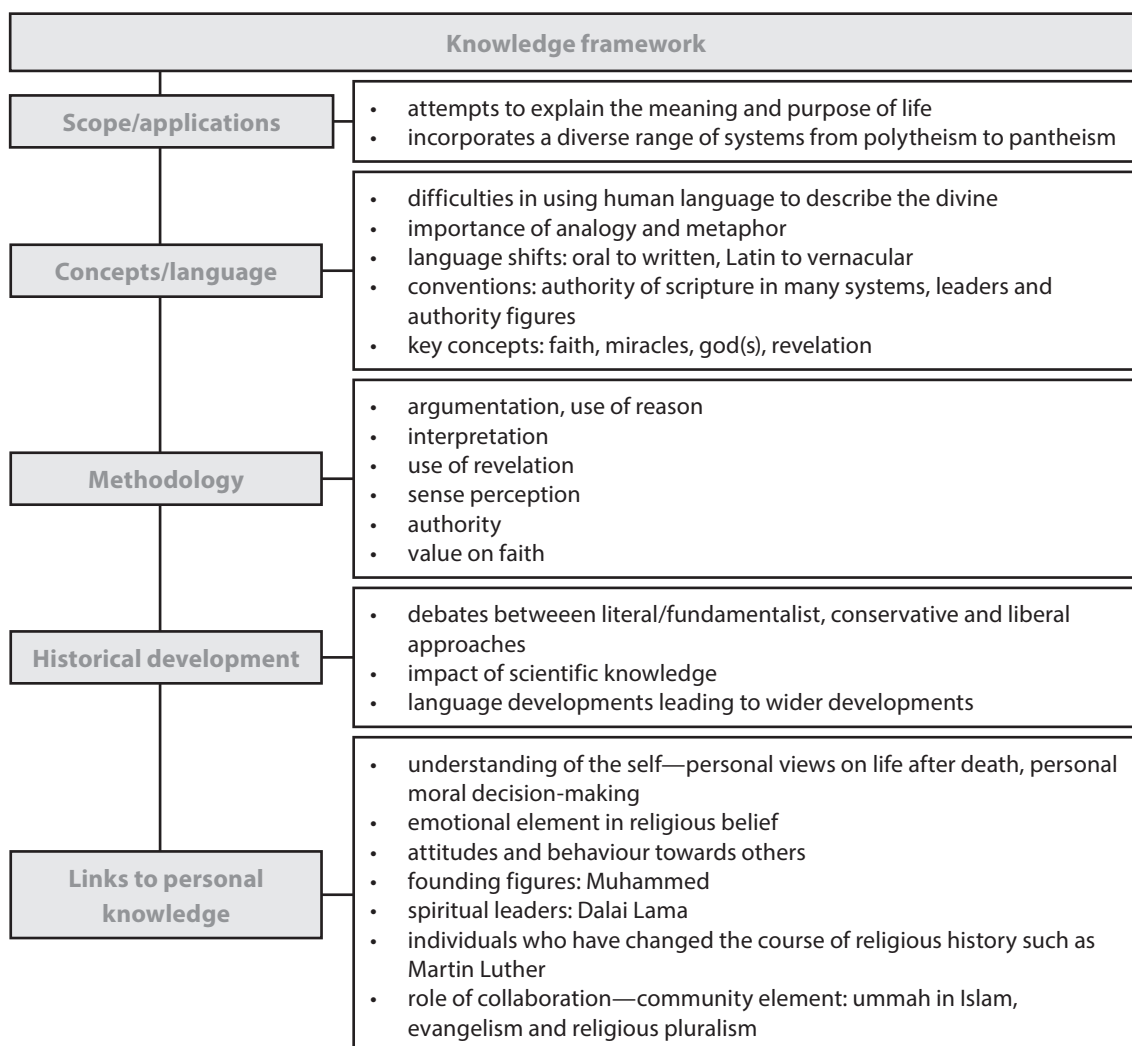 Knowledge framework
Scope/applications
• attempts to explain the meaning and purpose of life
• incorporates a diverse range of systems from polytheism to pantheism
Concepts/language
• difficulties in using human language to describe the divine
• importance of analogy and metaphor
• language shifts: oral to written, Latin to vernacular
• conventions: authority of scripture in many systems, leaders and
authority figures
• key concepts: faith, miracles, god(s), revelation
Methodology
• argumentation, use of reason
• interpretation
• use of revelation
• sense perception
• authority
• value on faith
Historical development
• debates betweeen literal/fundamentalist, conservative and liberal
approaches
• impact of scientific knowledge
• language developments leading to wider developments
Links to personal
knowledge
• understanding of the self—personal views on life after death, personal
moral decision-making
• emotional element in religious belief
• attitudes and behaviour towards others
• founding figures: Muhammed
• spiritual leaders: Dalai Lama
• individuals who have changed the course of religious history such as
Martin Luther
• role of collaboration—community element: ummah in Islam,
evangelism and religious pluralism